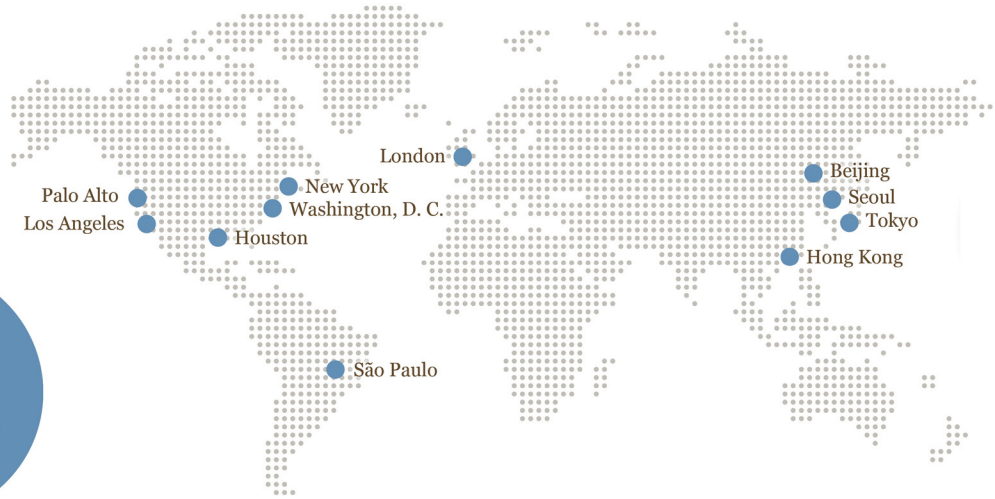 London
Beijing
New York
Palo Alto
Seoul
Washington, D. C.
Tokyo
Los Angeles
Houston
Hong Kong
São Paulo